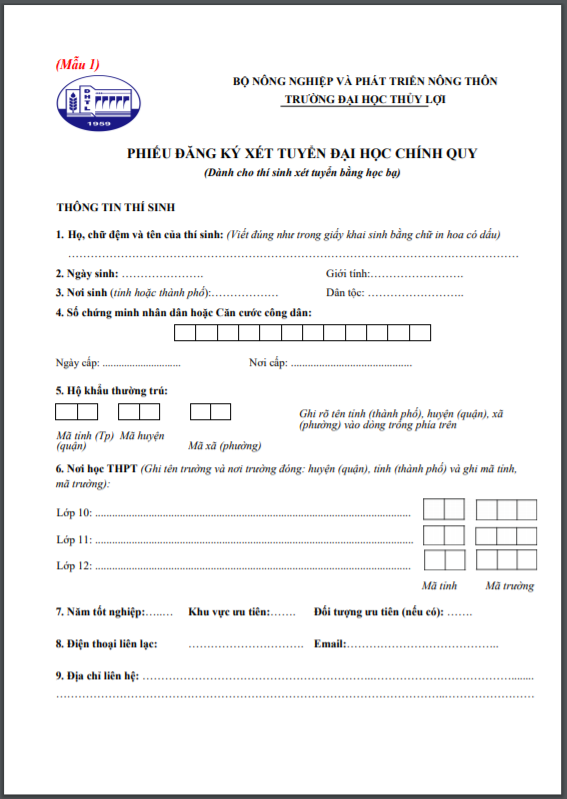 (Mẫu 1)
ĐHTL
1959
BỘ NÔNG NGHIỆP VÀ PHÁT TRIỂN NÔNG THÔN
TRƯỜNG ĐẠI HỌC THỦY LỢI
PHIẾU ĐĂNG KÝ XÉT TUYỂN ĐẠI HỌC CHÍNH QUY
(Dành cho thí sinh xét tuyển bằng học bạ)
THÔNG TIN THÍ SINH
1. Họ, chữ đệm và tên của thí sinh: (Viết đúng như trong giấy khai sinh bằng chữ in hoa có dấu)
……………………………………………………………………………………………………
2. Ngày sinh: …………………. Giới tính:…………………….
3. Nơi sinh (tỉnh hoặc thành phố):……………… Dân tộc: …………………….
4. Số chứng minh nhân dân hoặc Căn cước công dân:
Ngày cấp: ............................ Nơi cấp: ...........................................
5. Hộ khẩu thường trú:
Ghi rõ tên tỉnh (thành phố), huyện (quận), xã
(phường) vào dòng trống phía trên
Mã tỉnh (Tp) Mã huyện
(quận) Mã xã (phường)
6. Nơi học THPT (Ghi tên trường và nơi trường đóng: huyện (quận), tỉnh (thành phố) và ghi mã tỉnh,
mã trường):
Lớp 10: .................................................................................................................
Lớp 11: .................................................................................................................
Lớp 12: .................................................................................................................
Mã tỉnh Mã trường
7. Năm tốt nghiệp:…..… Khu vực ưu tiên:……. Đối tượng ưu tiên (nếu có): …….
8. Điện thoại liên lạc: ………………………. Email:………………………………..
9. Địa chỉ liên hệ: …………………………………………………..……………………………........
………………………………………………………………………………..…………………